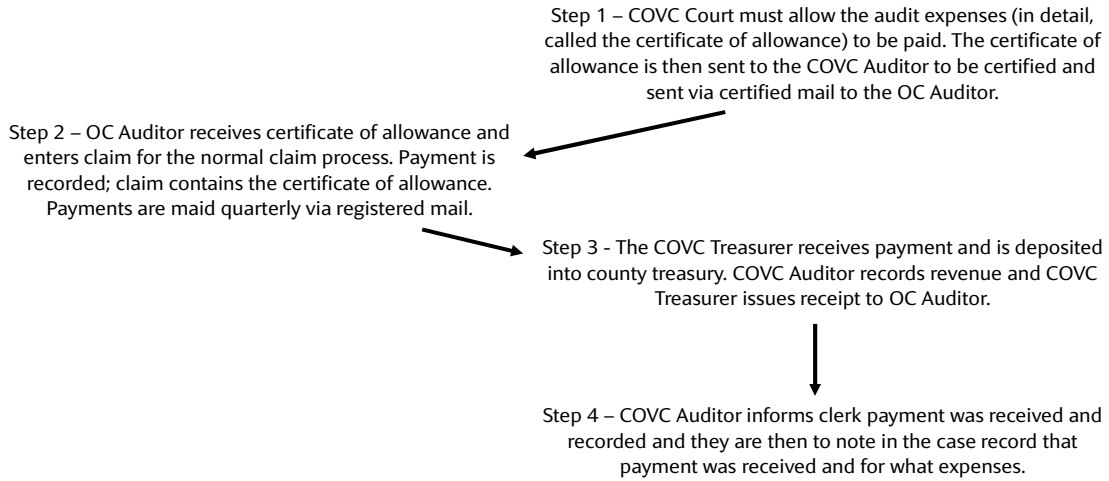 Step 1 – COVC Court must allow the audit expenses (in detail,
called the certificate of allowance) to be paid. The certificate of
allowance is then sent to the COVC Auditor to be certified and
sent via certified mail to the OC Auditor.
Step 2 – OC Auditor receives certificate of allowance and
enters claim for the normal claim process. Payment is
recorded; claim contains the certificate of allowance.
Payments are maid quarterly via registered mail.
Step 3 - The COVC Treasurer receives payment and is deposited
into county treasury. COVC Auditor records revenue and COVC
Treasurer issues receipt to OC Auditor.
Step 4 – COVC Auditor informs clerk payment was received and
recorded and they are then to note in the case record that
payment was received and for what expenses.